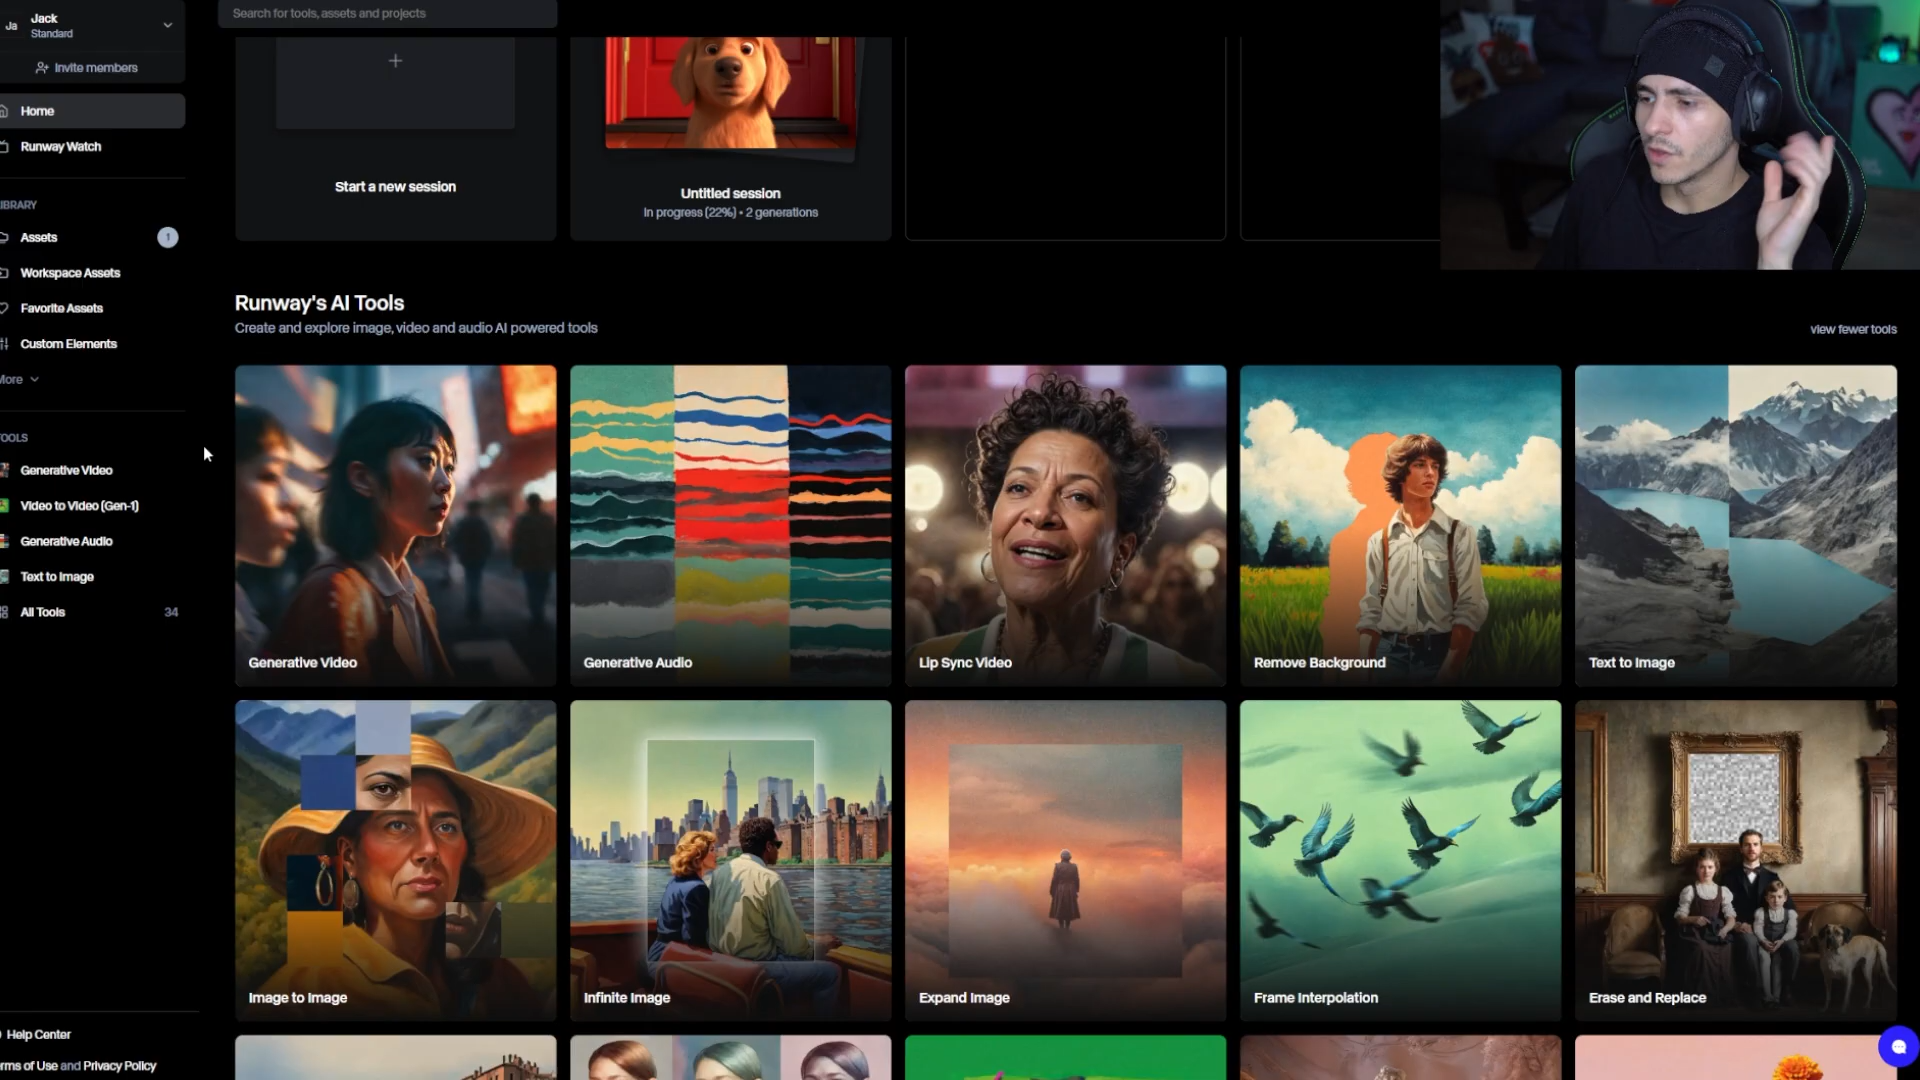 Ja
Jack
Standard
Invite members
Search for tools, assets and projects
Home
Runway Watch
IBRARY
Assets
1
Workspace Assets
Favorite Assets
Custom Elements
More
OOLS
Generative Video
Video to Video (Gen-1)
Generative Audio
Text to Image
All Tools
34
Help Center
rms of Use and Privacy Policy
Start a new session
Untitled session
In progress (22%) • 2 generations
Runway's AI Tools
Create and explore image, video and audio AI powered tools
view fewer tools
Generative Video
Generative Audio
Lip Sync Video
Remove Background
Text to Image
Image to Image
Infinite Image
Expand Image
Frame Interpolation
Erase and Replace